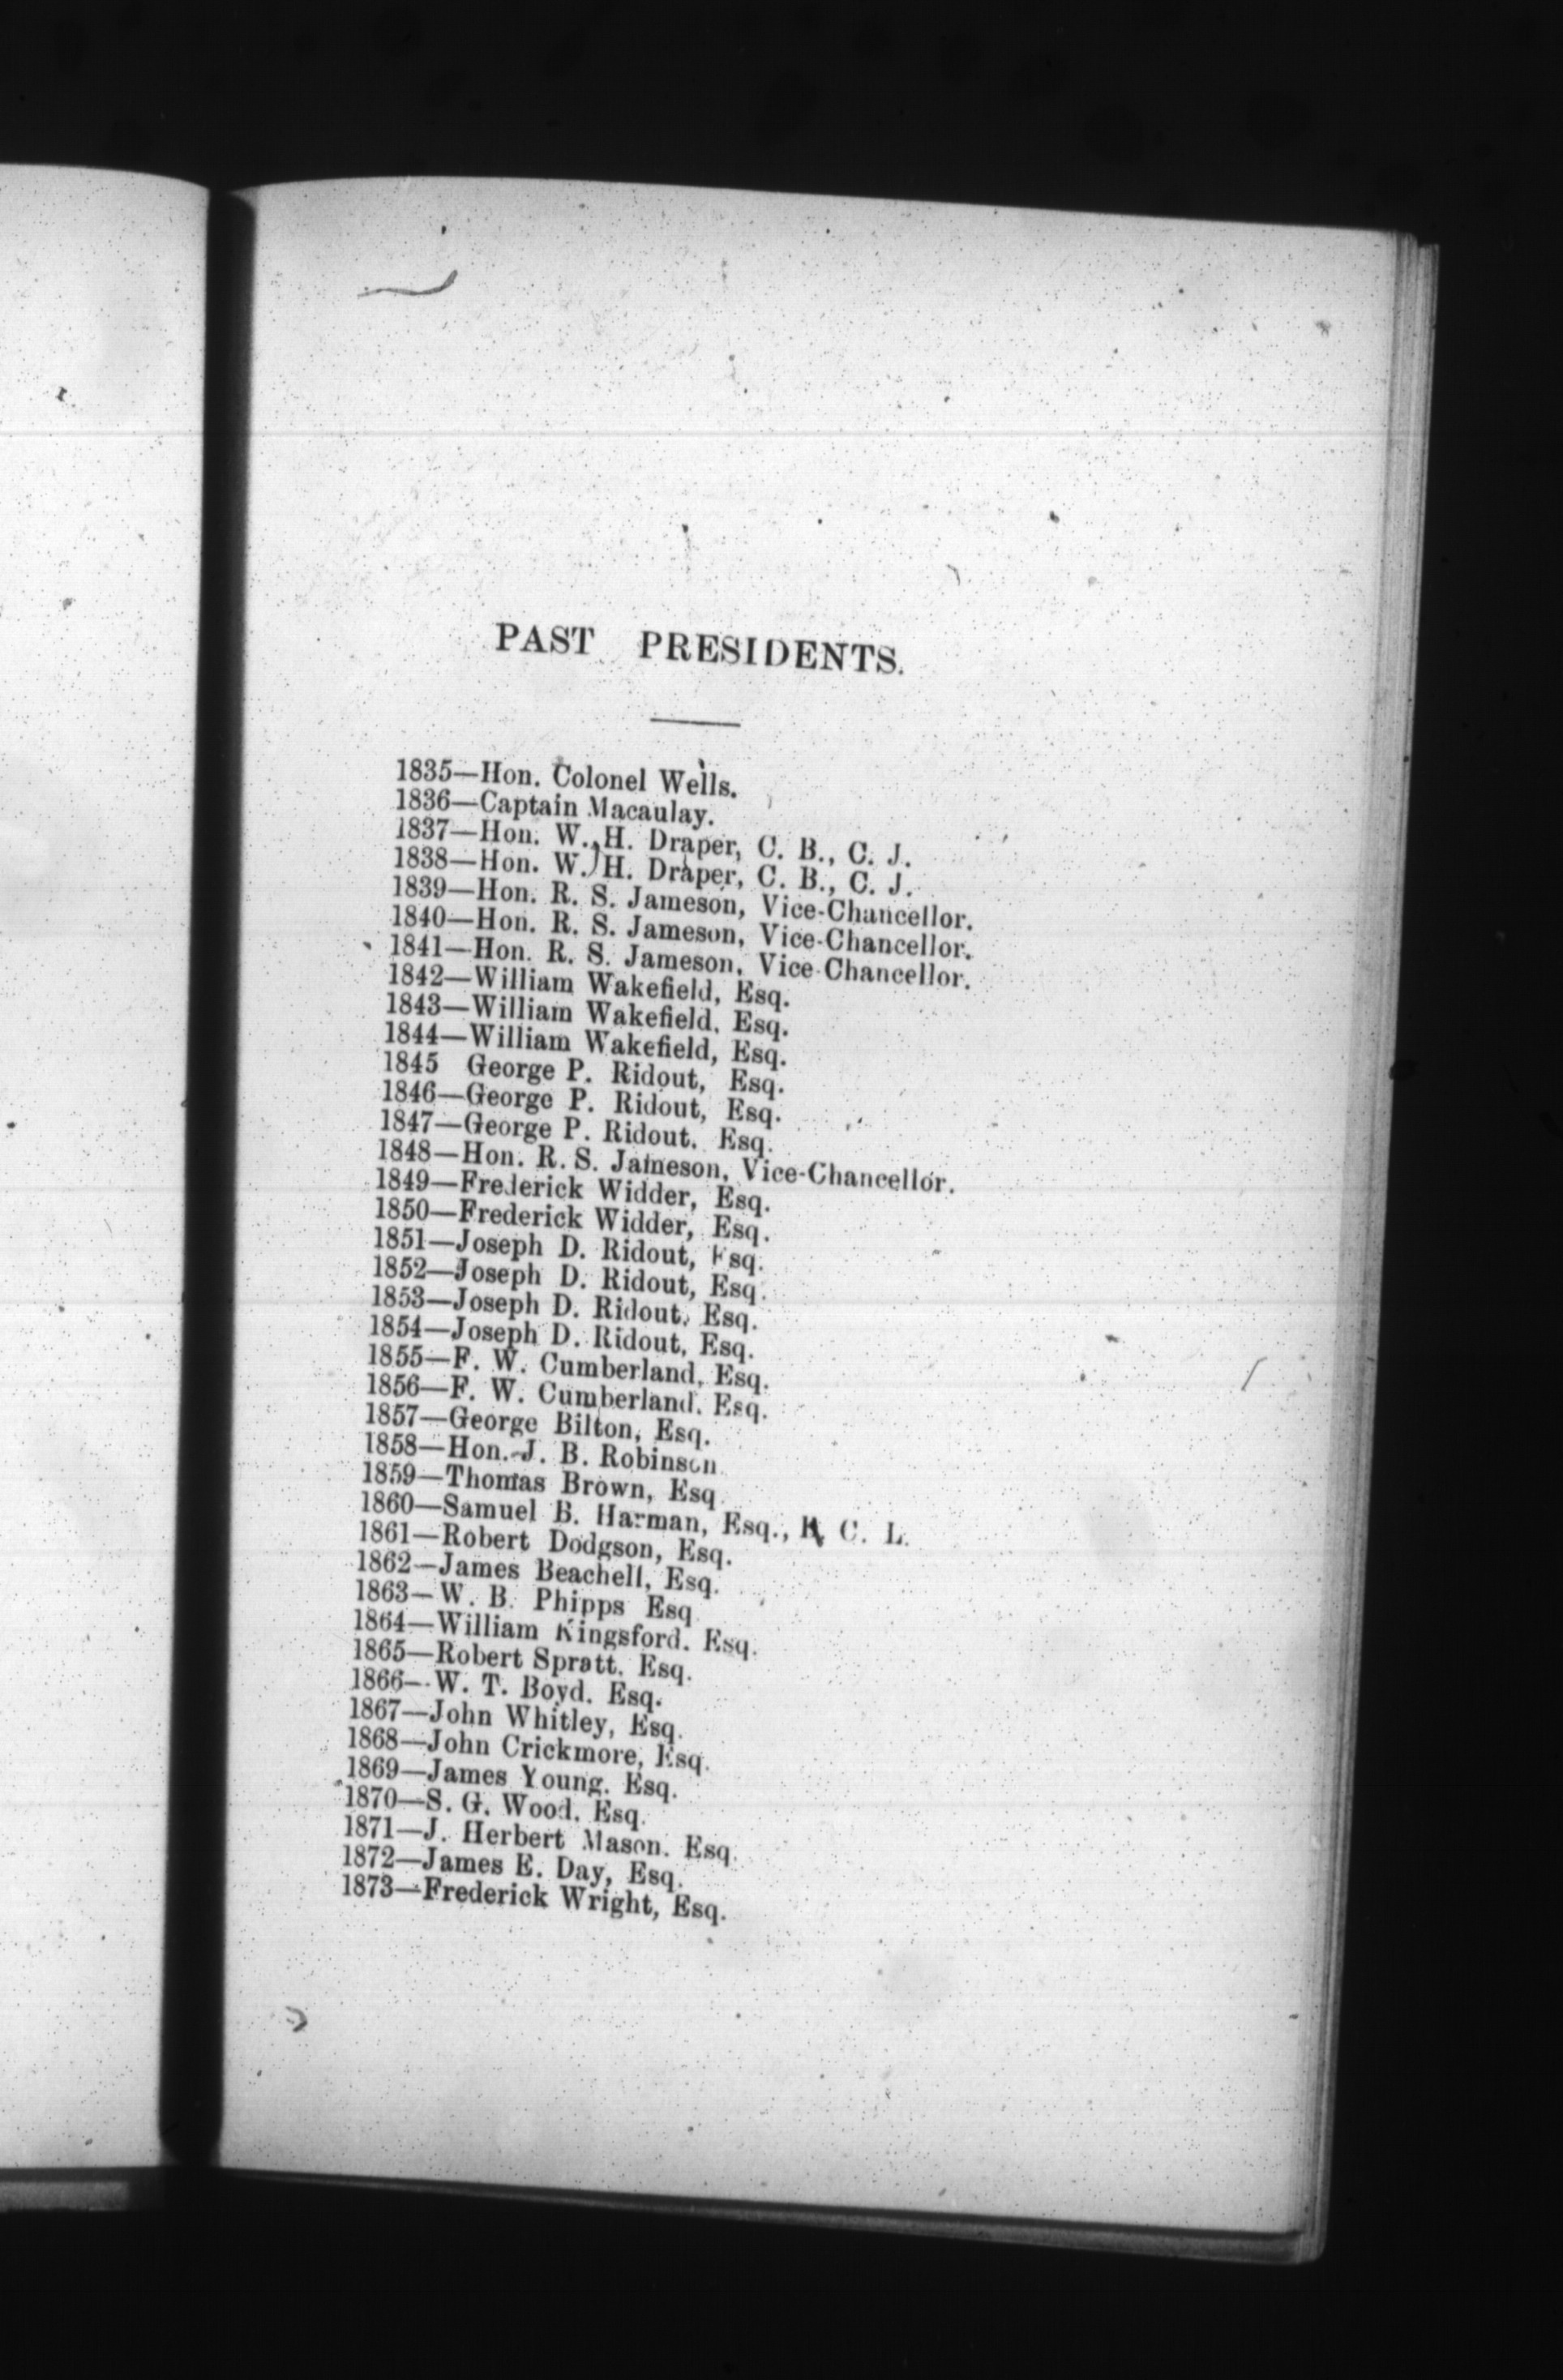 PAST PRESIDENTS.
1835—Hon. Colonel Wells.
1836—Captain Macaulay.
1837—Hon. W. H. Draper, C. B., C. J.
1838—Hon. W. H. Draper, C. B., C. J.
1839—Hon. R. S. Jameson, Vice-Chancellor.
1840—Hon. R. S. Jameson, Vice-Chancellor.
1841—Hon. R. S. Jameson, Vice-Chancellor.
1842—William Wakefield, Esq.
1843—William Wakefield, Esq.
1844—William Wakefield, Esq.
1845 George P. Ridout, Esq.
1846—George P. Ridout, Esq.
1847—George P. Ridout. Esq.
1848—Hon. R. S. Jameson, Vice-Chancellor.
1849—Frederick Widder, Esq.
1850—Frederick Widder, Esq.
1851—Joseph D. Ridout, Esq.
1852—Joseph D. Ridout, Esq.
1853—Joseph D. Ridout, Esq.
1854—Joseph D. Ridout, Esq.
1855—F. W. Cumberland, Esq.
1856—F. W. Cumberland. Esq.
1857—George Bilton, Esq.
1858—Hon. J. B. Robinson
1859—Thomas Brown, Esq
1860—Samuel B. Harman, Esq., C. L.
1861—Robert Dodgson, Esq.
1862—James Beachell, Esq.
1863—W. B. Phipps Esq
1864—William Kingsford. Esq.
1865—Robert Spratt. Esq.
1866—W. T. Boyd. Esq.
1867—John Whitley, Esq.
1868—John Crickmore, Esq.
1869—James Young. Esq.
1870—S. G. Wood. Esq.
1871—J. Herbert Mason. Esq.
1872—James E. Day, Esq.
1873—Frederick Wright, Esq.